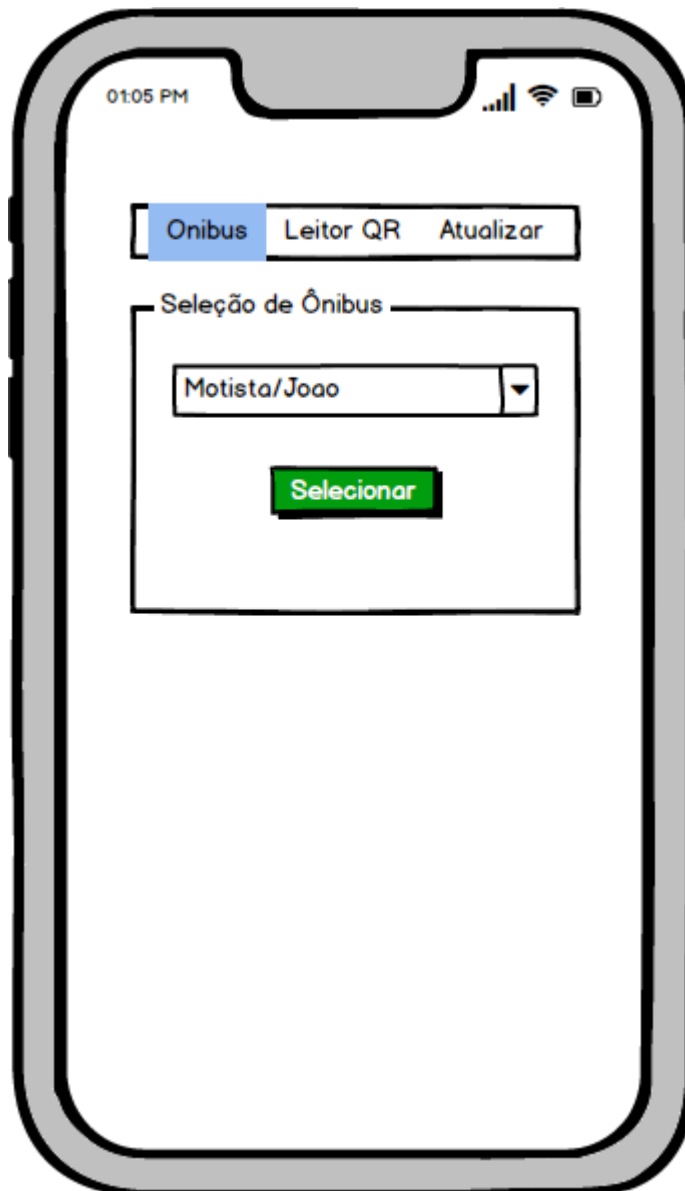 01:05 PM
Onibus Leitor QR Atualizar
Seleção de Ônibus
Motista/Joao
Selecionar